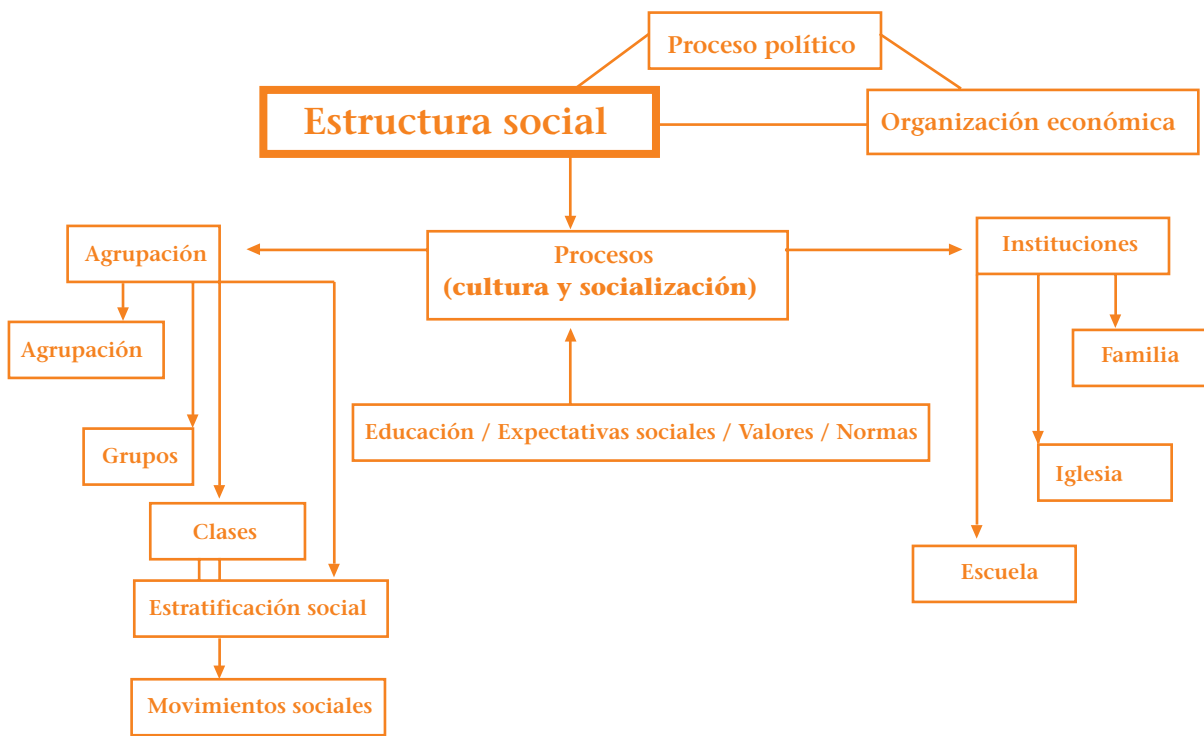 Proceso político
Estructura social
Organización económica
Agrupación
Procesos
(cultura y socialización)
Instituciones
Agrupación
Familia
Educación / Expectativas sociales / Valores / Normas
Grupos
Iglesia
Clases
Escuela
Estratificación social
Movimientos sociales